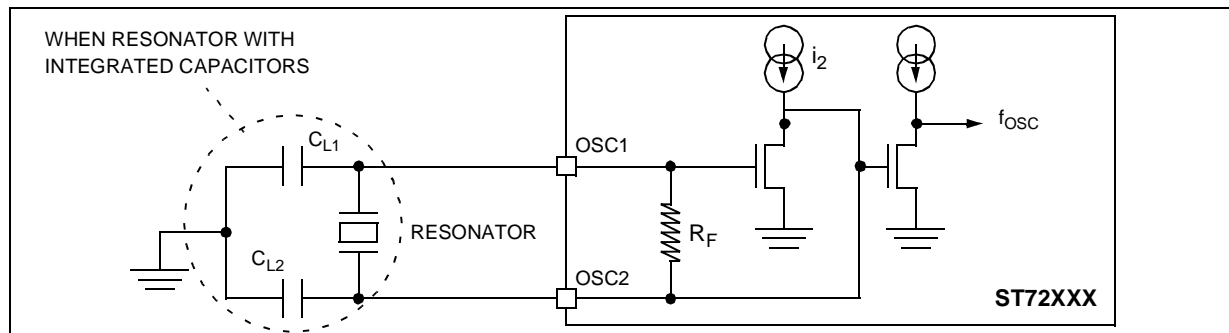 WHEN RESONATOR WITH
INTEGRATED CAPACITORS
i2
fOSC
CL1
OSC1
RESONATOR
RF
CL2
OSC2
ST72XXX